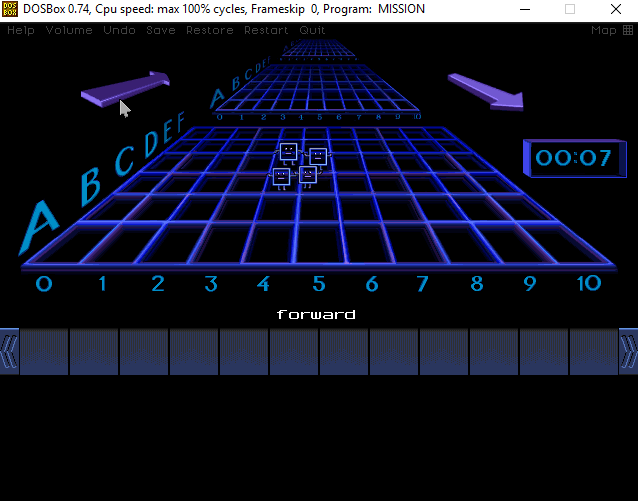 DOSBox 0.74, Cpu speed: max 100% cycles, Frameskip 0, Program: MISSION
Help Volume Undo Save Restore Restart Quit Map
A B C D E F
0 1 2 3 4 5 6 7 8 9 10
00:07
A B C D E F
0 1 2 3 4 5 6 7 8 9 10
forward